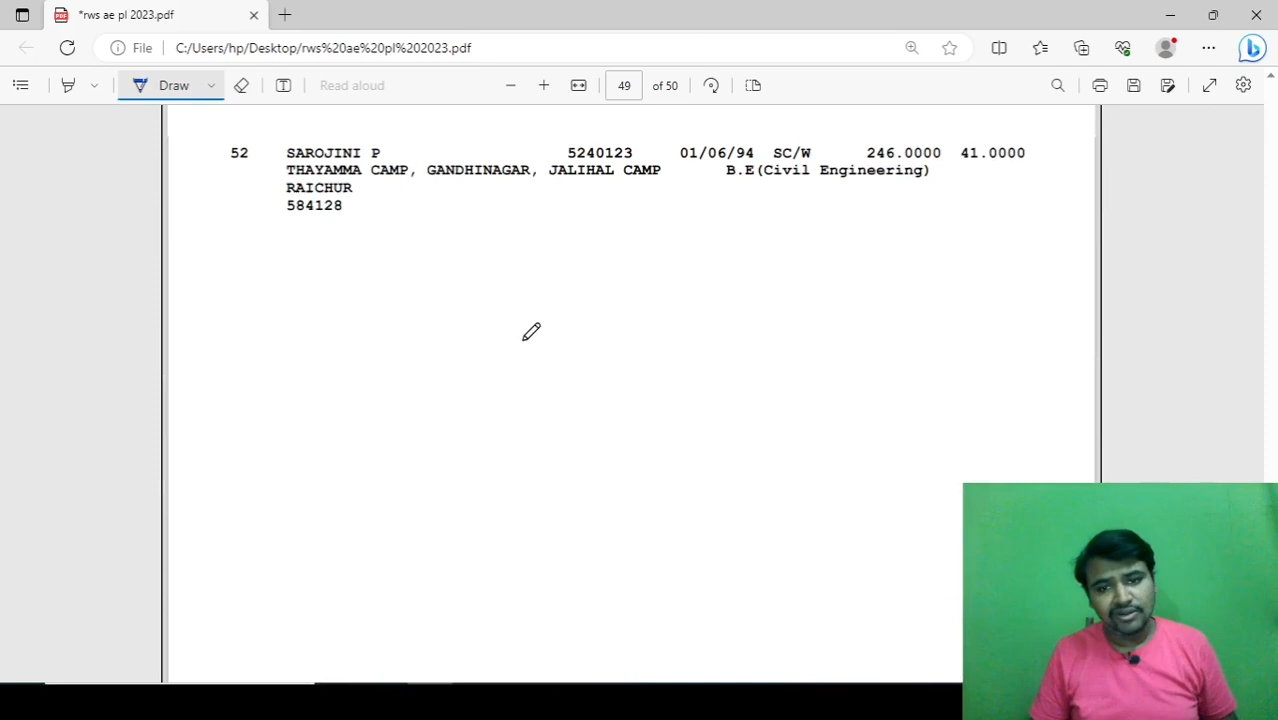 *rws ae pl 2023.pdf
File C:/Users/hp/Desktop/rws%20ae%20pl%202023.pdf
Draw Read aloud 49 of 50
52 SAROJINI P 5240123 01/06/94 SC/W 246.0000 41.0000
THAYAMMA CAMP, GANDHINAGAR, JALIHAL CAMP B.E(Civil Engineering)
RAICHUR
584128